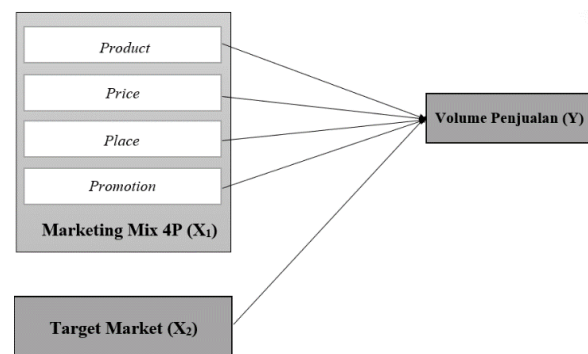 Product
Price
Place
Promotion
Marketing Mix 4P (X₁)
Volume Penjualan (Y)
Target Market (X₂)